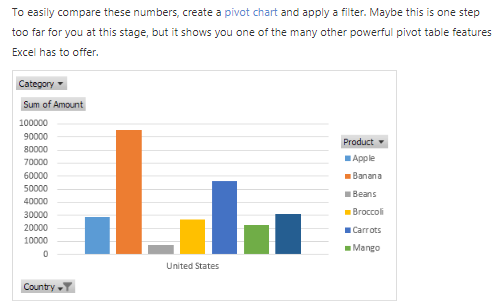 To easily compare these numbers, create a pivot chart and apply a filter. Maybe this is one step
too far for you at this stage, but it shows you one of the many other powerful pivot table features
Excel has to offer.
Category
Sum of Amount
100000
90000
80000
70000
60000
50000
40000
30000
20000
10000
0
United States
Product
Apple
Banana
Beans
Broccoli
Carrots
Mango
Country